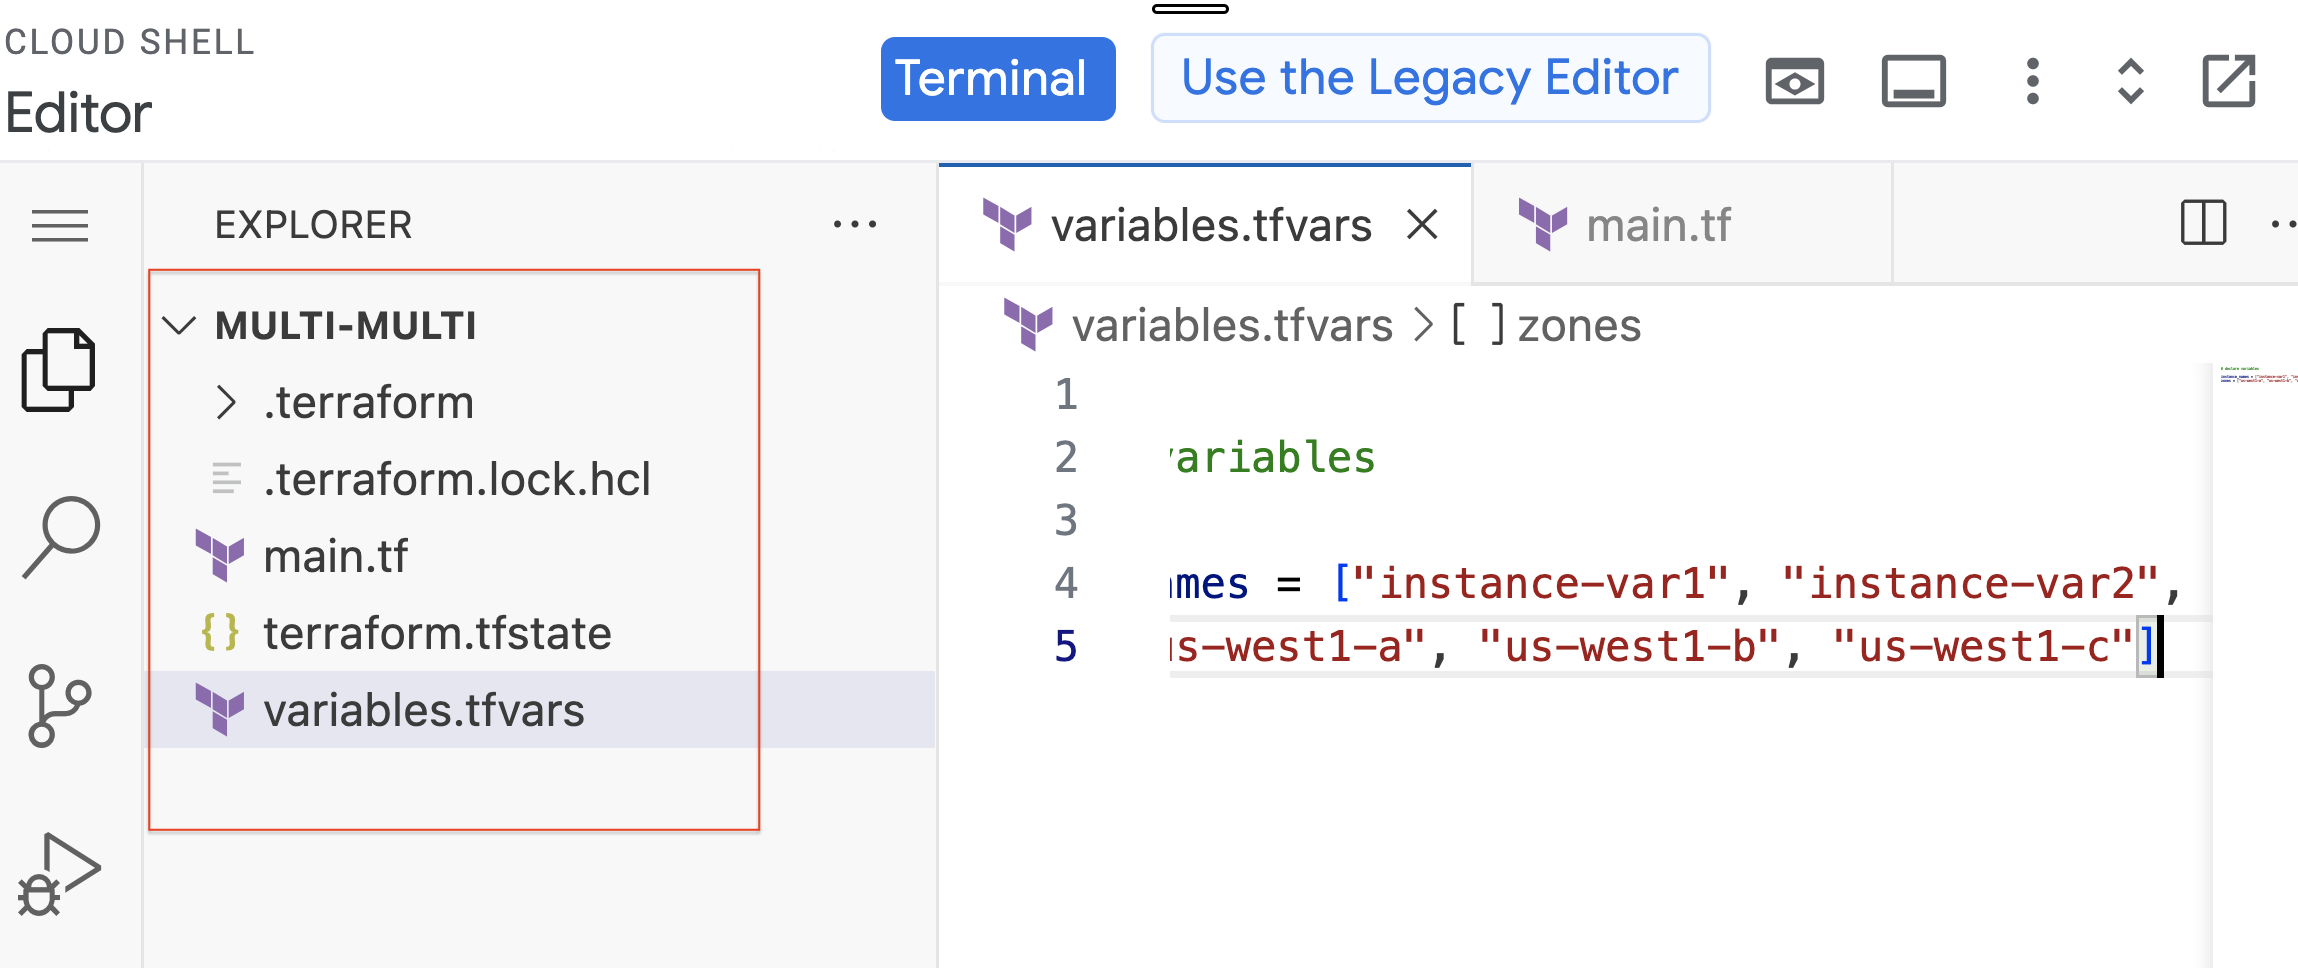 CLOUD SHELL
Editor
Terminal
Use the Legacy Editor
EXPLORER
MULTI-MULTI
.terraform
.terraform.lock.hcl
main.tf
terraform.tfstate
variables.tfvars
variables.tfvars
main.tf
variables.tfvars > [ ] zones
1
2 variables
3
4 mes = ["instance-var1", "instance-var2",
5 us-west1-a", "us-west1-b", "us-west1-c"]